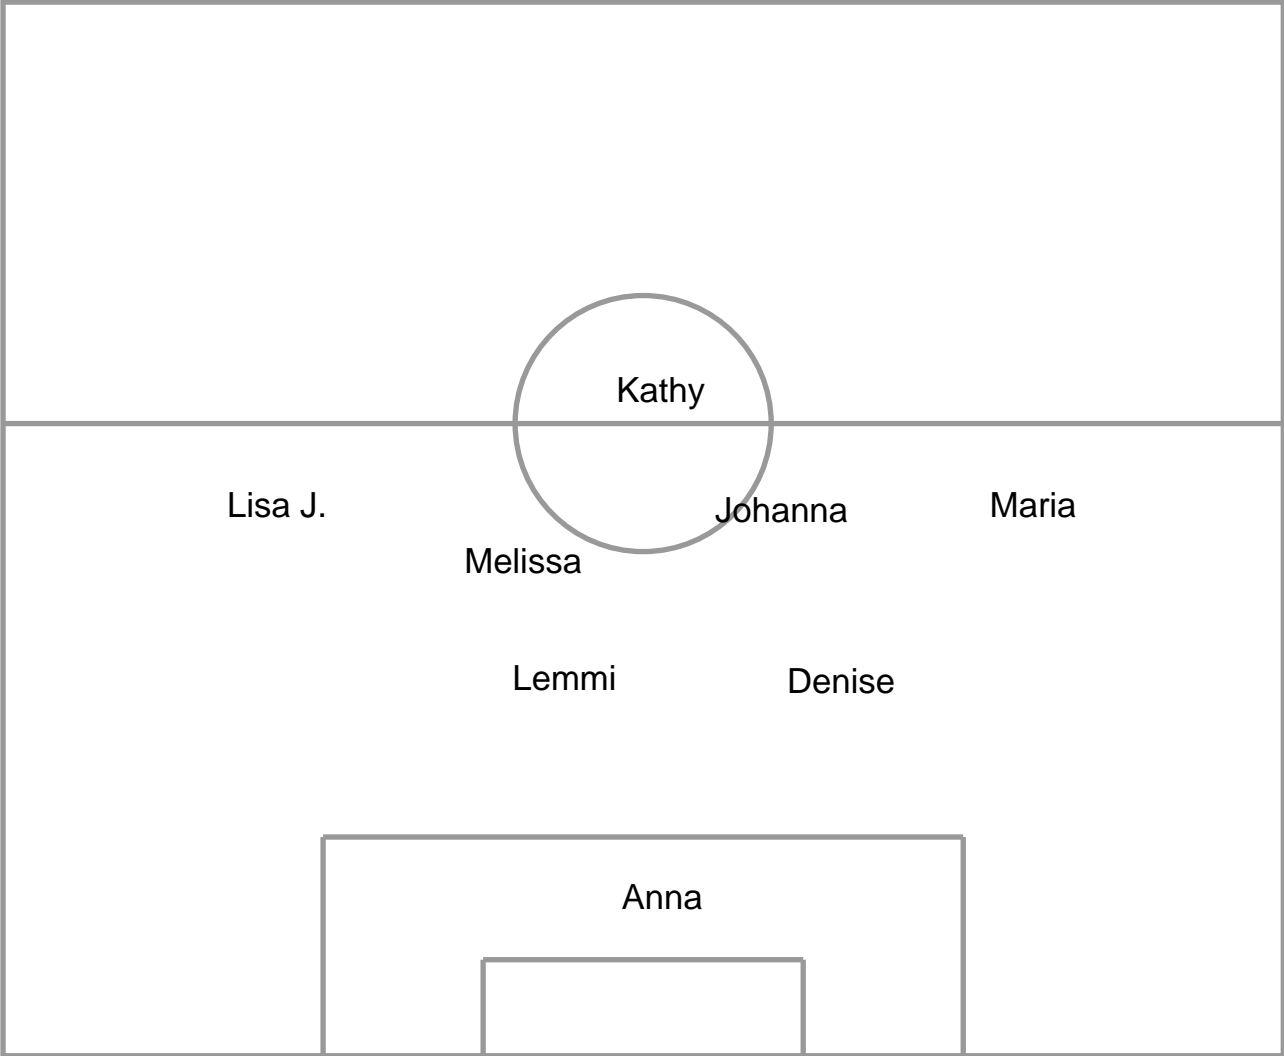 Kathy
Lisa J.
Johanna
Maria
Melissa
Lemmi
Denise
Anna